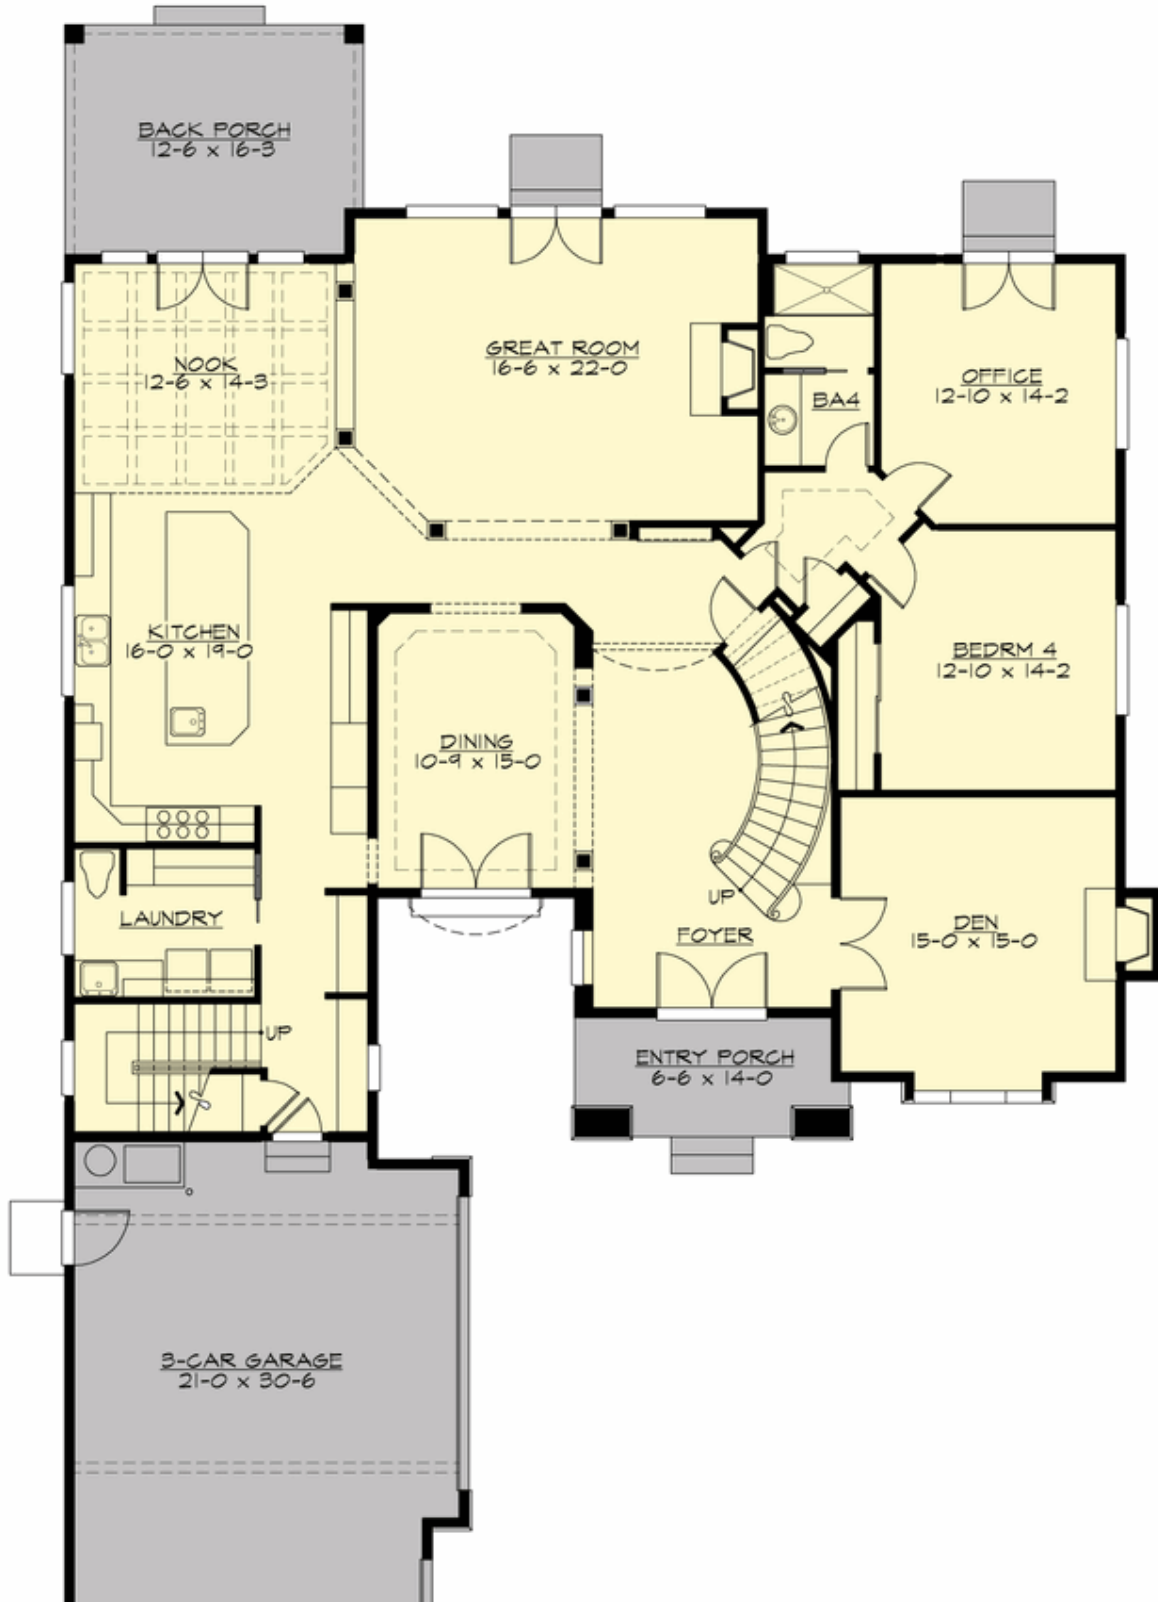 BACK PORCH
12-6 x 16-3
NOOK
12-6 x 14-3
GREAT ROOM
16-6 x 22-0
BA4
OFFICE
12-10 x 14-2
KITCHEN
16-0 x 19-0
BEDRM 4
12-10 x 14-2
DINING
10-9 x 15-0
UP
LAUNDRY
FOYER
DEN
15-0 x 15-0
UP
ENTRY PORCH
6-6 x 14-0
3-CAR GARAGE
21-0 x 30-6